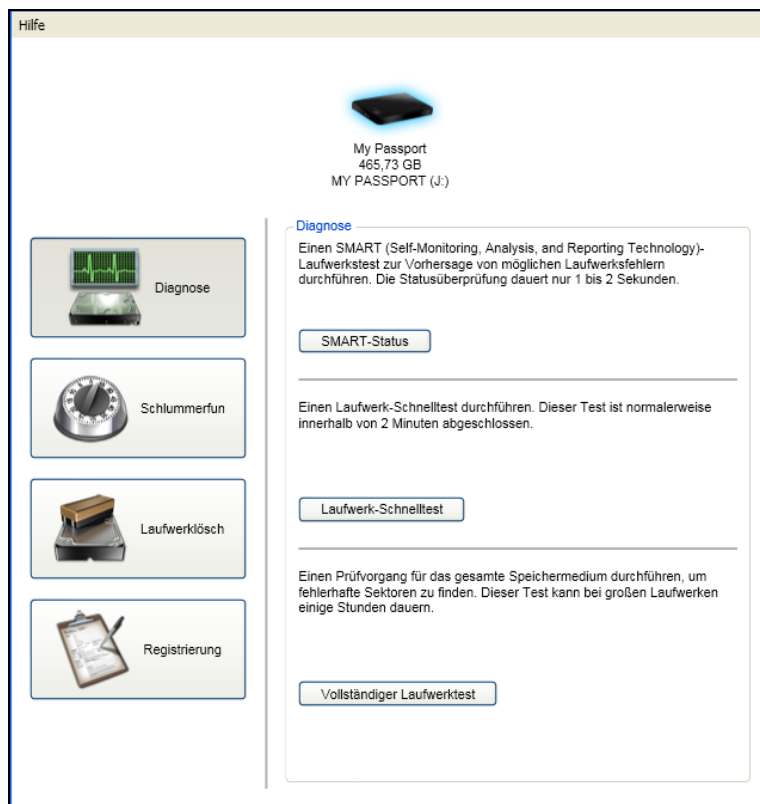 Hilfe
My Passport
465,73 GB
MY PASSPORT (J:)
Diagnose
Schlummerfun
Laufwerklösch
Registrierung
Diagnose
Einen SMART (Self-Monitoring, Analysis, and Reporting Technology)-
Laufwerkstest zur Vorhersage von möglichen Laufwerksfehlern
durchführen. Die Statusüberprüfung dauert nur 1 bis 2 Sekunden.
SMART-Status
Einen Laufwerk-Schnelltest durchführen. Dieser Test ist normalerweise
innerhalb von 2 Minuten abgeschlossen.
Laufwerk-Schnelltest
Einen Prüfvorgang für das gesamte Speichermedium durchführen, um
fehlerhafte Sektoren zu finden. Dieser Test kann bei großen Laufwerken
einige Stunden dauern.
Vollständiger Laufwerktest